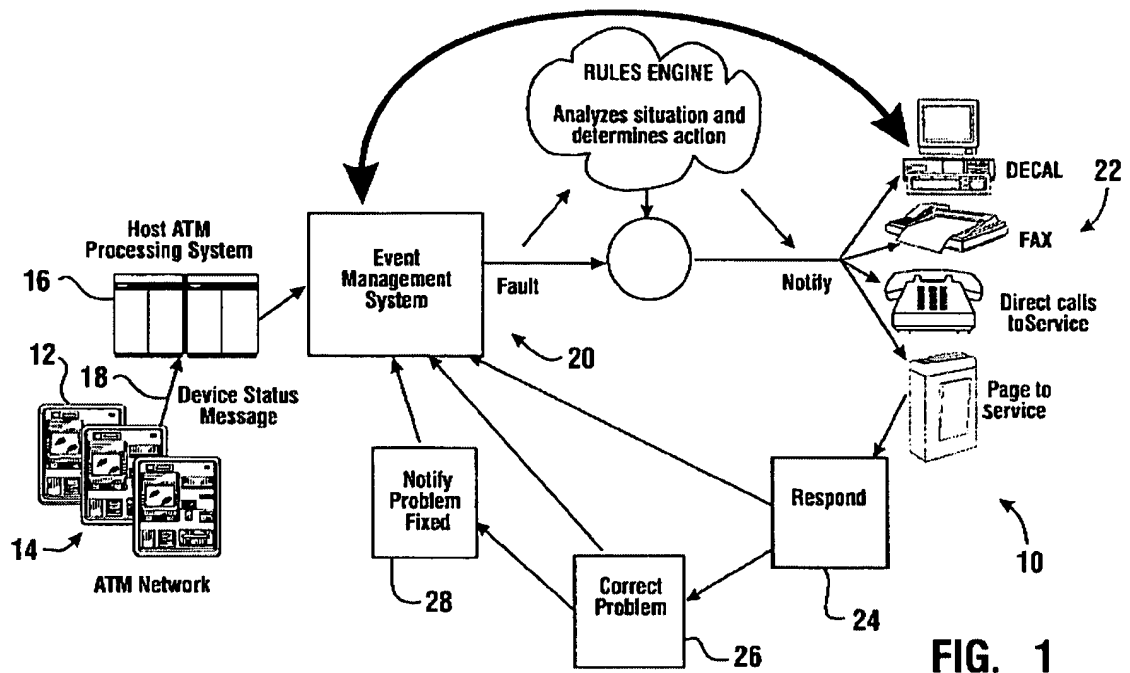 RULES ENGINE
Analyzes situation and
determines action
DECAL
22
FAX
Host ATM
Processing System
16
Event
Management
System
Fault
Notify
Direct calls
toService
20
12
18
Device Status
Message
Page to
Service
Notify
Problem
Fixed
Respond
14
ATM Network
28
Correct
Problem
24
10
26
FIG. 1